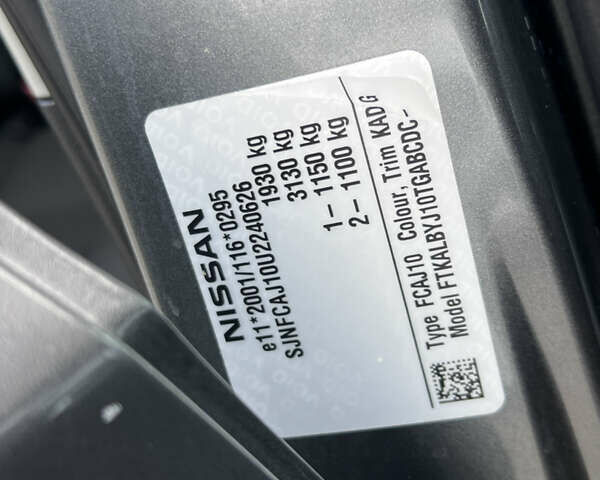 NISSAN
e11*2001/116*0295
SJNFCAJ10U2240626
1930 kg
3130 kg
1- 1150 kg
2- 1100 kg
Type FCAJ10 Colour, Trim KAD G
Model FTKALBYJ10TGABCDC-